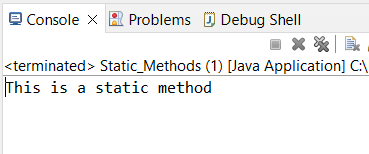 Console Problems Debug Shell
<terminated> Static_Methods (1) [Java Application] C:\
This is a static method